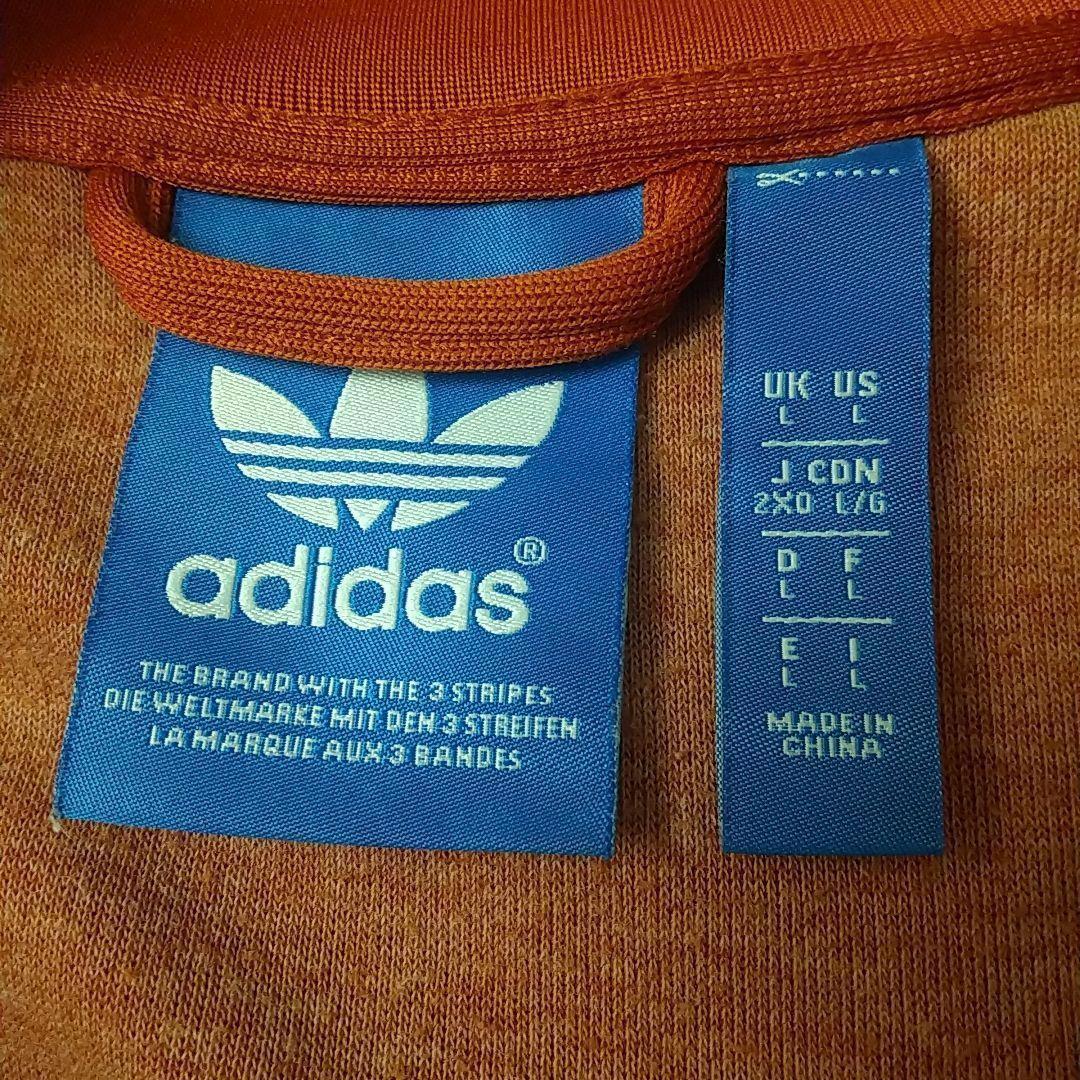 adidas®
THE BRAND WITH THE 3 STRIPES
DIE WELTMARKE MIT DEM 3 STREIFEN
LA MARQUE AUX 3 BANDES
UK US
L L
J CDN
2XO L/G
D F
L L
E I
L L
MADE IN
CHINA